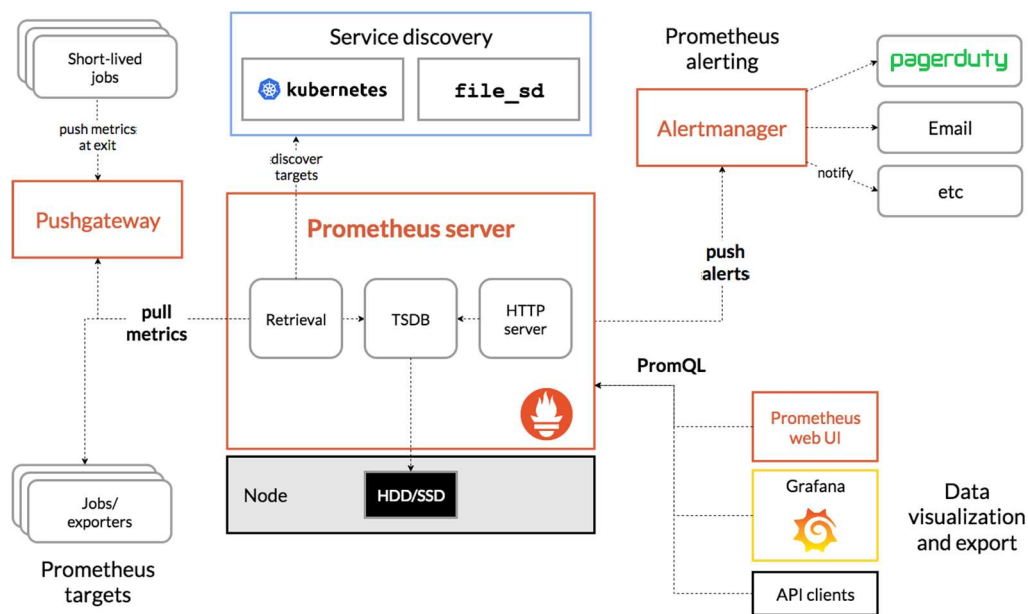 Short-lived
jobs
push metrics
at exit
Pushgateway
pull
metrics
Jobs/
exporters
Prometheus
targets
Service discovery
kubernetes
file_sd
discover
targets
Prometheus server
Retrieval
TSDB
HTTP
server
Node
HDD/SSD
Prometheus
alerting
Alertmanager
pagerduty
Email
notify
etc
push
alerts
PromQL
Prometheus
web UI
Grafana
API clients
Data
visualization
and export